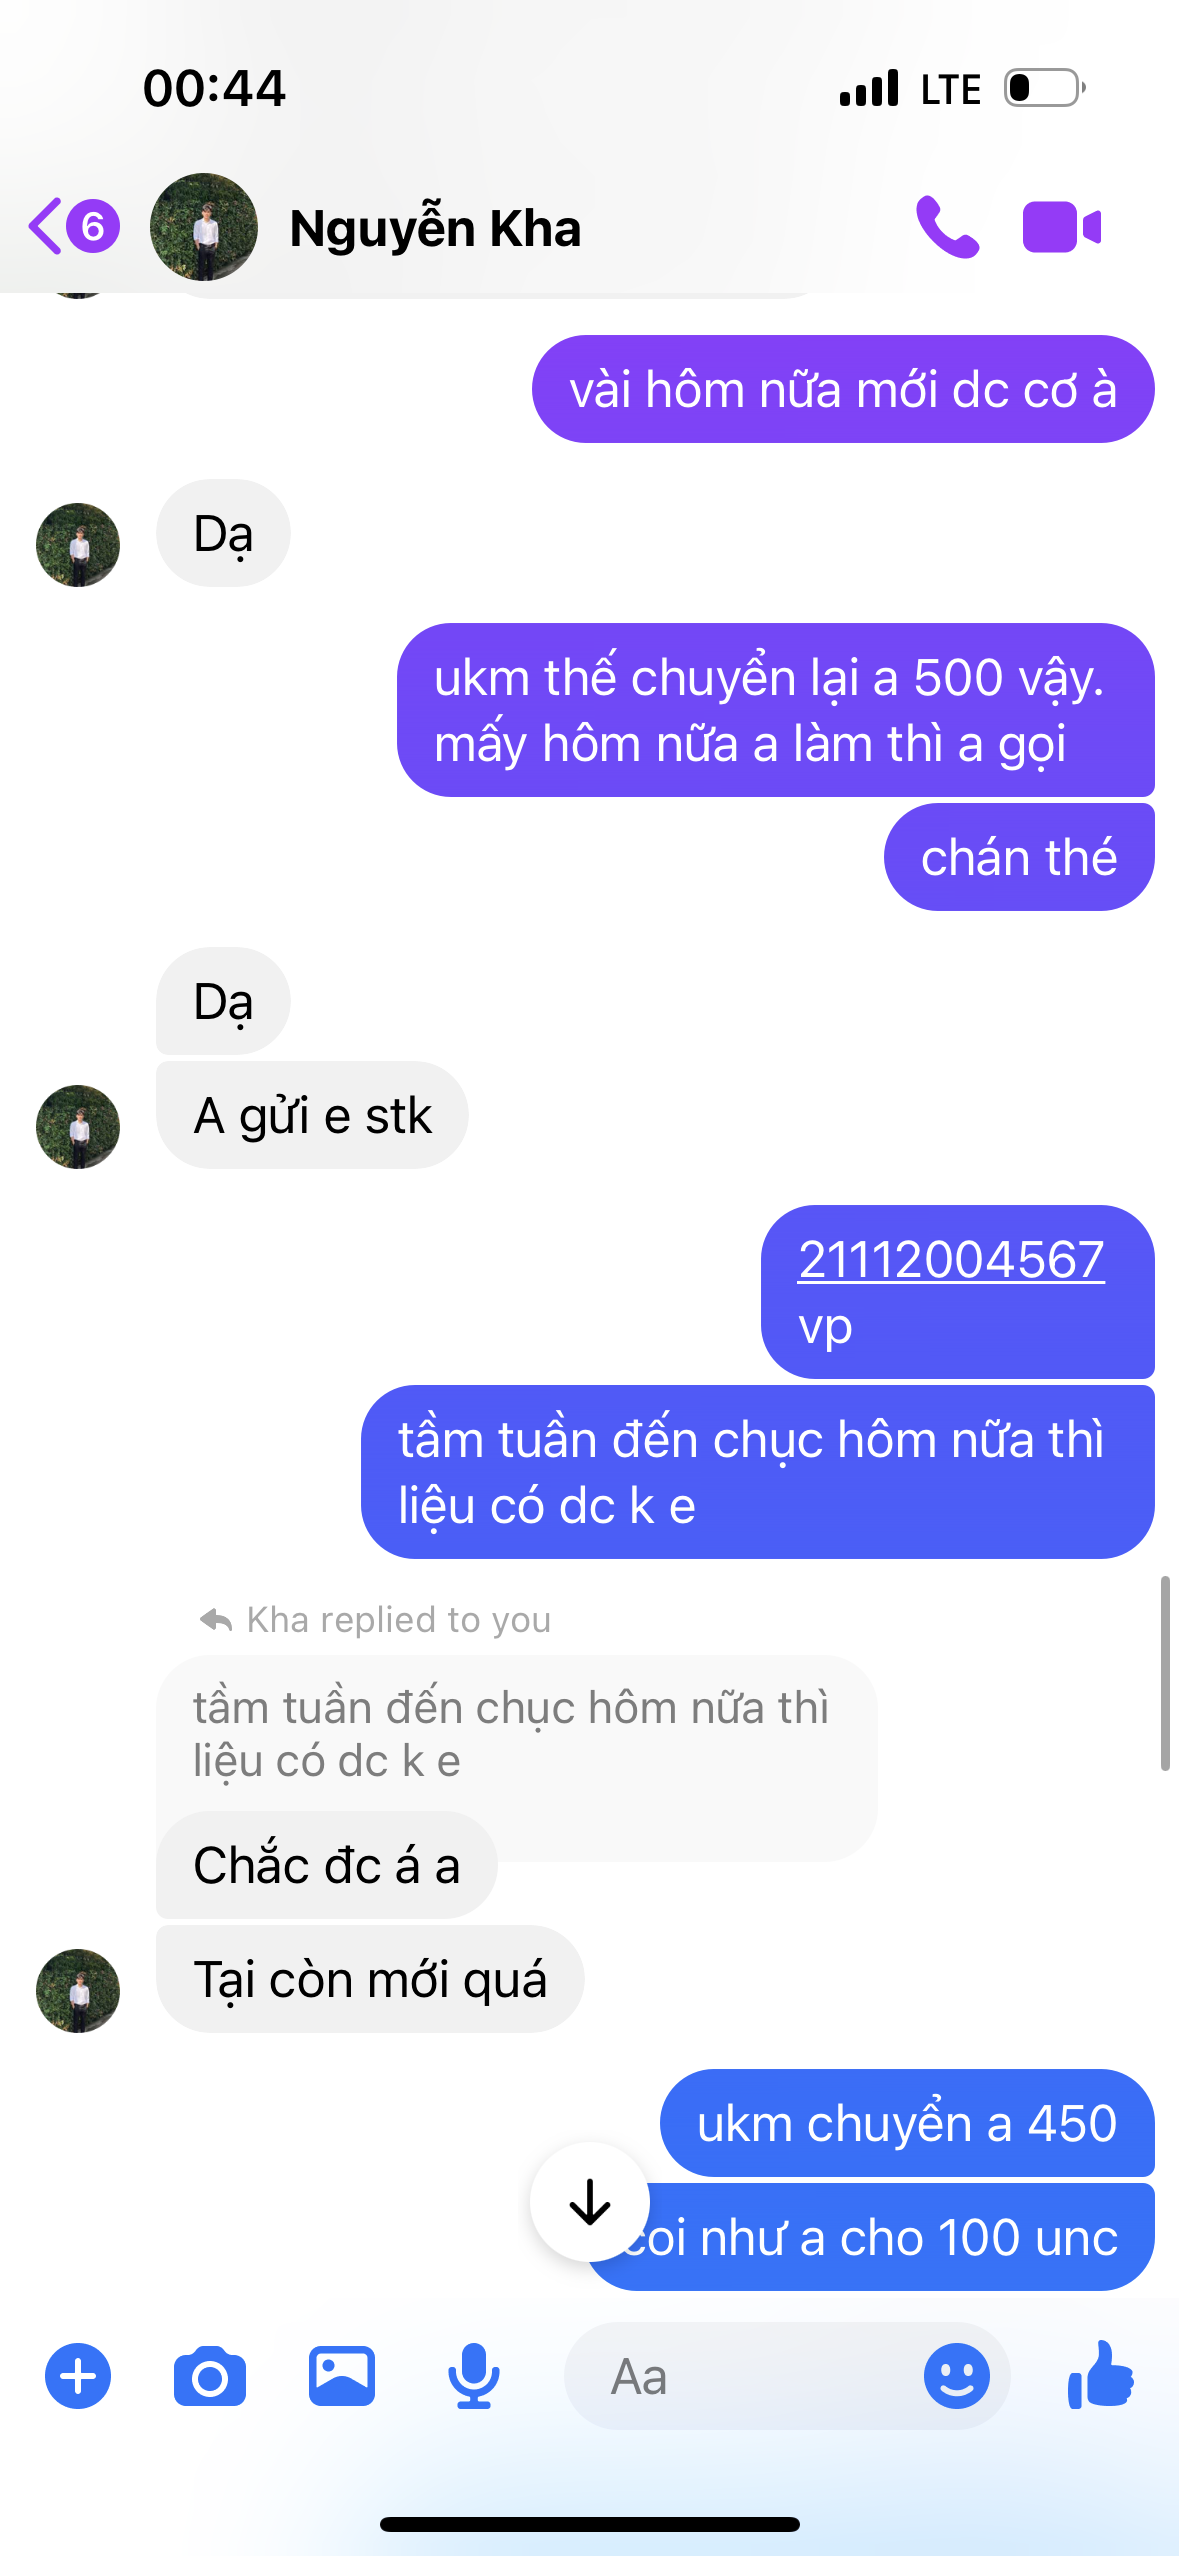 00:44
LTE
6
Nguyễn Kha
vài hôm nữa mới dc cơ à
Dạ
ukm thế chuyển lại a 500 vậy.
mấy hôm nữa a làm thì a gọi
chán thé
Dạ
A gửi e stk
21112004567
vp
tầm tuần đến chục hôm nữa thì
liệu có dc k e
Kha replied to you
tầm tuần đến chục hôm nữa thì
liệu có dc k e
Chắc đc á a
Tại còn mới quá
ukm chuyển a 450
coi như a cho 100 unc
Aa